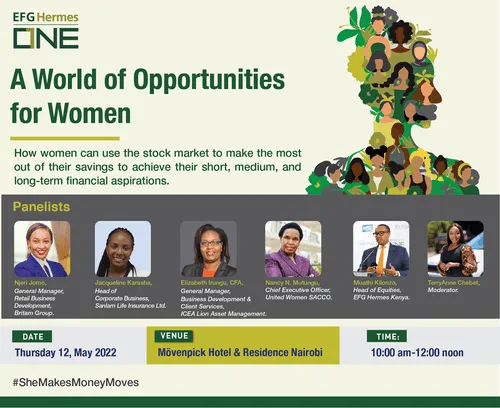 EFG Hermes
ONE
A World of Opportunities
for Women
How women can use the stock market to make the most
out of their savings to achieve their short, medium, and
long-term financial aspirations.
Panelists
Njeri Jomo,
General Manager,
Retail Business
Development,
Britam Group.
Jacqueline Karasha,
Head of
Corporate Business,
Sanlam Life Insurance Ltd.
Elizabeth Irungu, CFA,
General Manager,
Business Development &
Client Services,
ICEA Lion Asset Management.
Nancy N. Mutungu,
Chief Executive Officer,
United Women SACCO.
Muathi Kilonzo,
Head of Equities,
EFG Hermes Kenya.
TerryAnne Chebet,
Moderator.
DATE
Thursday 12, May 2022
VENUE
Mövenpick Hotel & Residence Nairobi
TIME:
10:00 am-12:00 noon
#SheMakesMoneyMoves